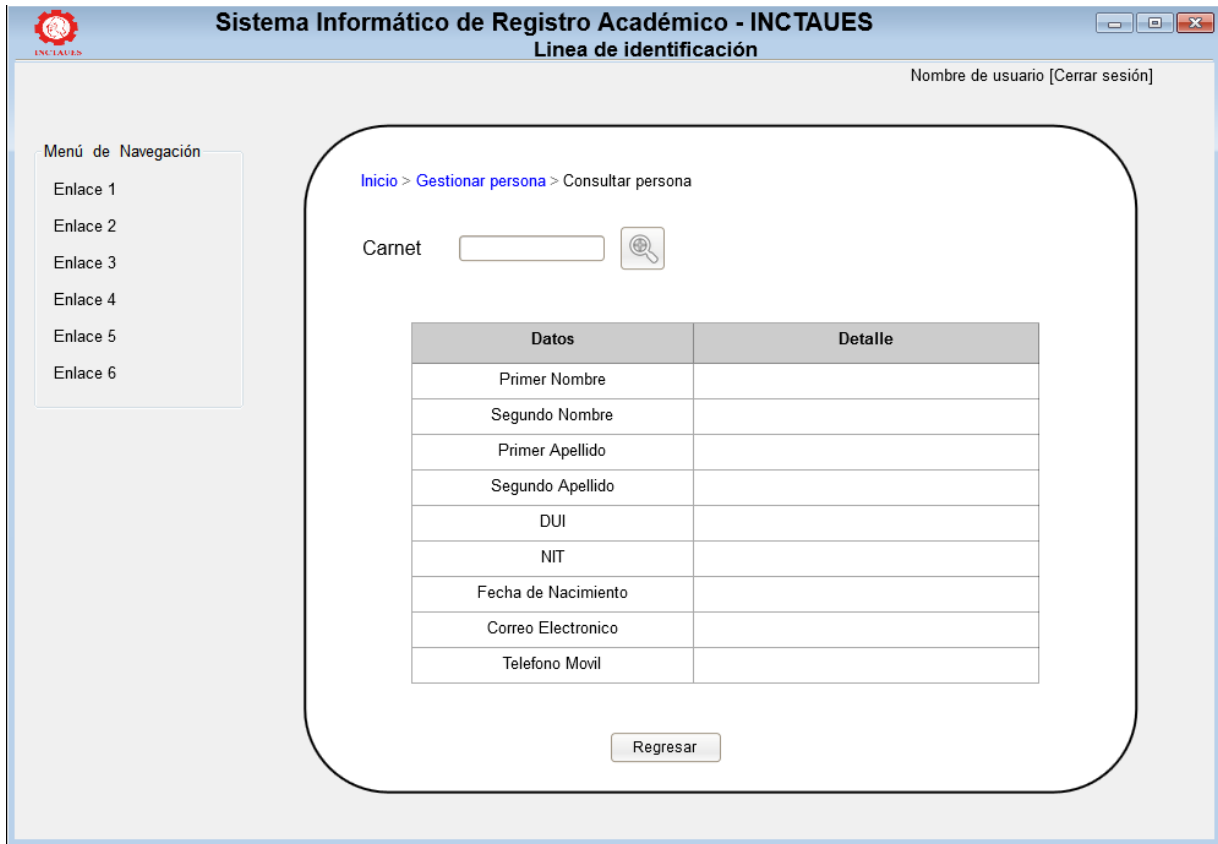 Sistema Informático de Registro Académico - INCTAUES
INCTAUES
Linea de identificación
Nombre de usuario [Cerrar sesión]
Menú de Navegación
Enlace 1
Enlace 2
Enlace 3
Enlace 4
Enlace 5
Enlace 6
Inicio > Gestionar persona > Consultar persona
Carnet
Datos Detalle
Primer Nombre
Segundo Nombre
Primer Apellido
Segundo Apellido
DUI
NIT
Fecha de Nacimiento
Correo Electronico
Telefono Movil
Regresar